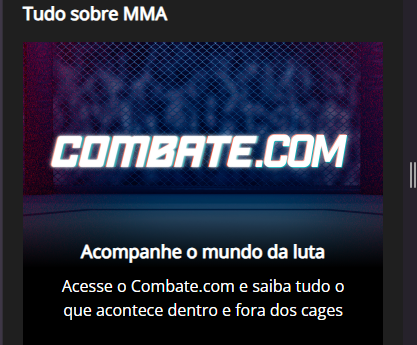 Tudo sobre MMA
COMBATE.COM
Acompanhe o mundo da luta
Acesse o Combate.com e saiba tudo o
que acontece dentro e fora dos cages